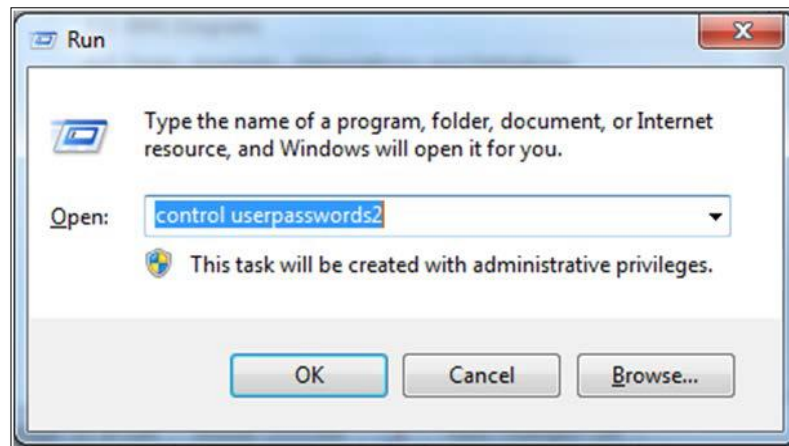 Run
Type the name of a program, folder, document, or Internet
resource, and Windows will open it for you.
Open: control userpasswords2
This task will be created with administrative privileges.
OK Cancel Browse...